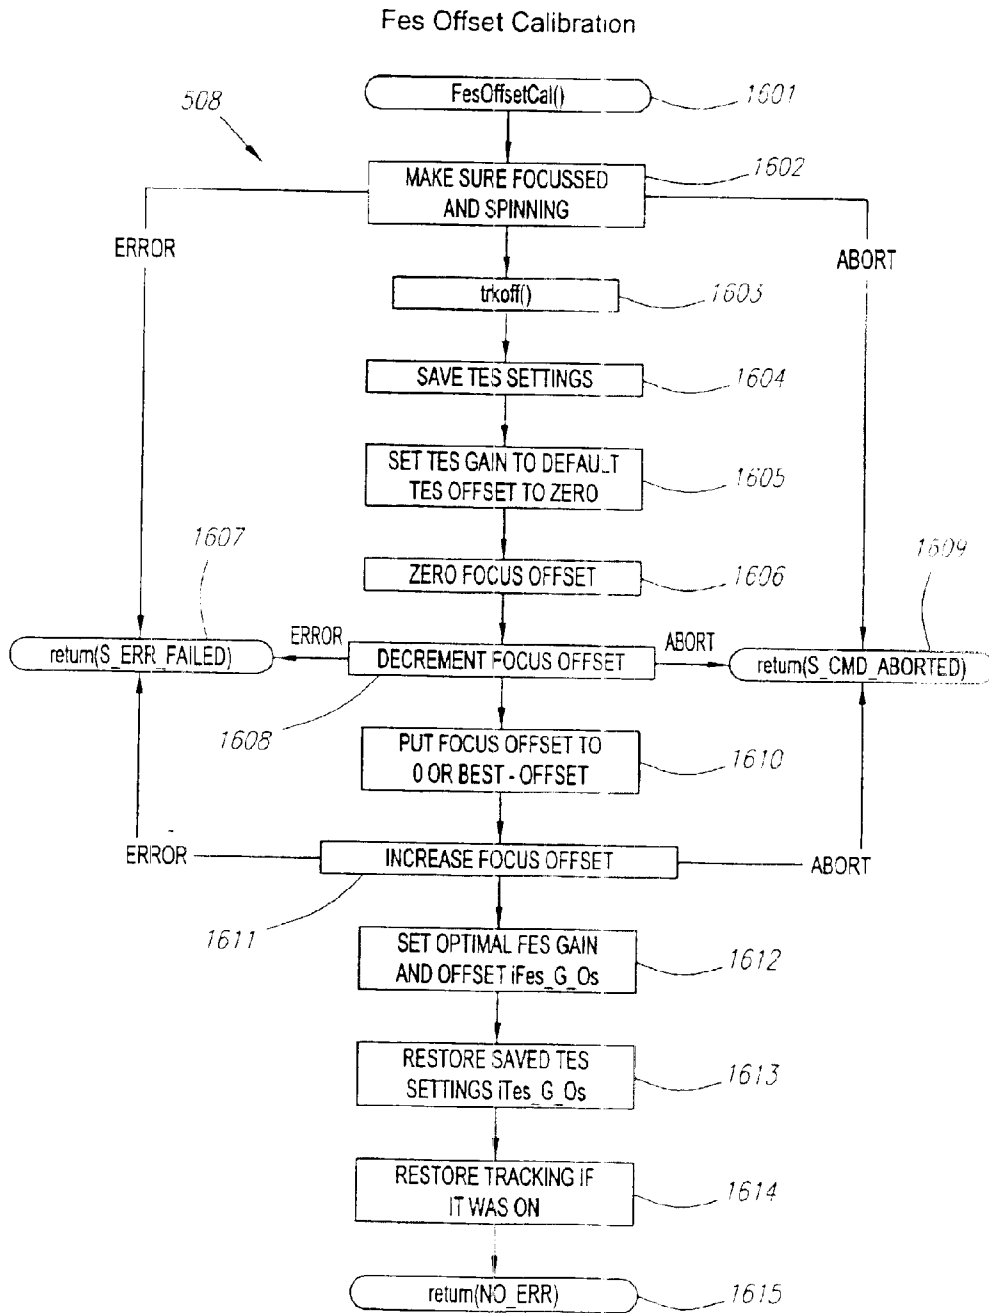 Fes Offset Calibration
FesOffsetCal()
1601
508
MAKE SURE FOCUSSED
AND SPINNING
1602
ERROR
ABORT
trkoff()
1603
SAVE TES SETTINGS
1604
SET TES GAIN TO DEFAULT
TES OFFSET TO ZERO
1605
1607
ZERO FOCUS OFFSET
1606
1609
return(S_ERR_FAILED)
ERROR
DECREMENT FOCUS OFFSET
ABORT
return(S_CMD_ABORTED)
1608
PUT FOCUS OFFSET TO
0 OR BEST - OFFSET
1610
ERROR
INCREASE FOCUS OFFSET
ABORT
1611
SET OPTIMAL FES GAIN
AND OFFSET iFes_G_Os
1612
RESTORE SAVED TES
SETTINGS iTes_G_Os
1613
RESTORE TRACKING IF
IT WAS ON
1614
return(NO_ERR)
1615